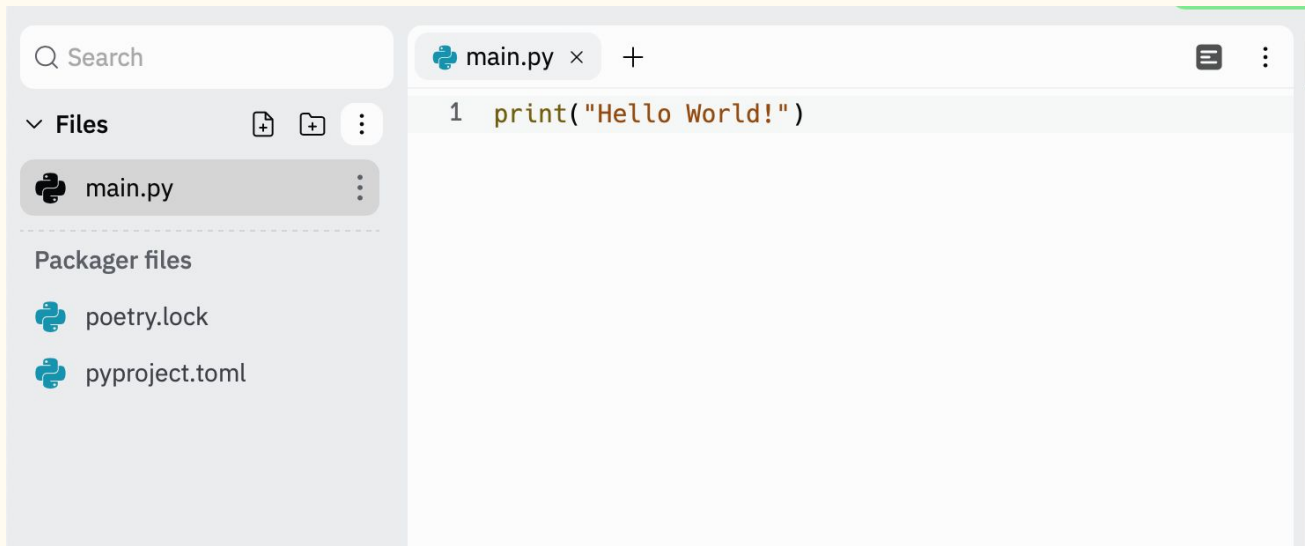 Search
Files
main.py
Packager files
poetry.lock
pyproject.toml
main.py × +
1 print("Hello World!")